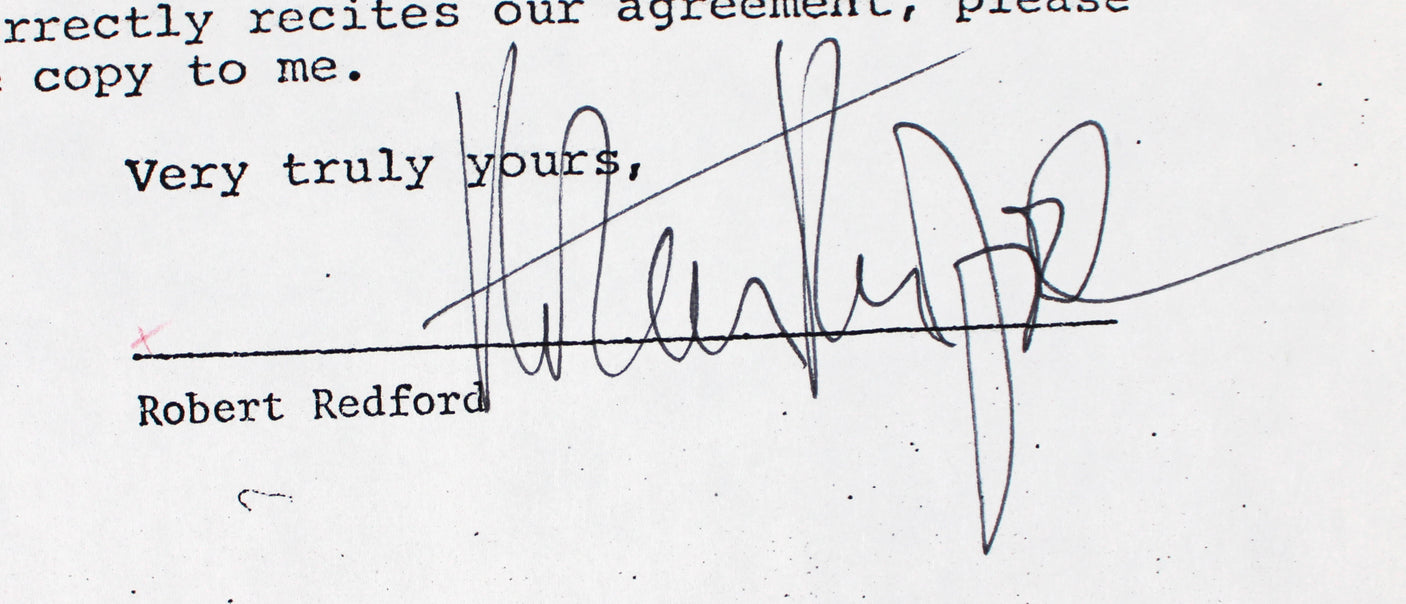 rrectly recites our agreement, please
copy to me.
Very truly yours,
Robert Redford